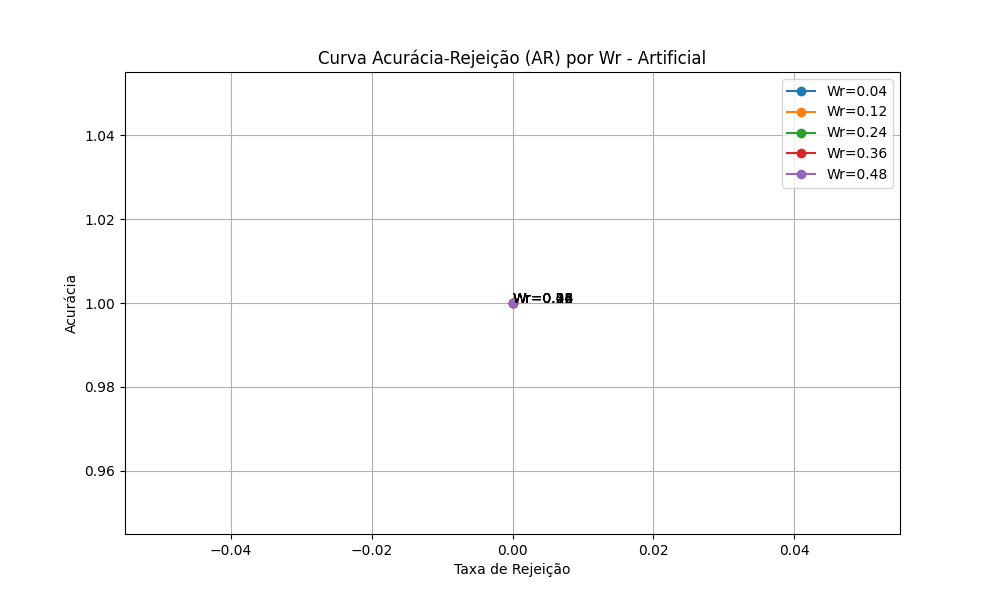 Curva Acurácia-Rejeição (AR) por Wr - Artificial
Wr=0.04
Wr=0.12
Wr=0.24
Wr=0.36
Wr=0.48
1.04
1.02
1.00
0.98
0.96
Acurácia
−0.04
−0.02
0.00
0.02
0.04
Taxa de Rejeição